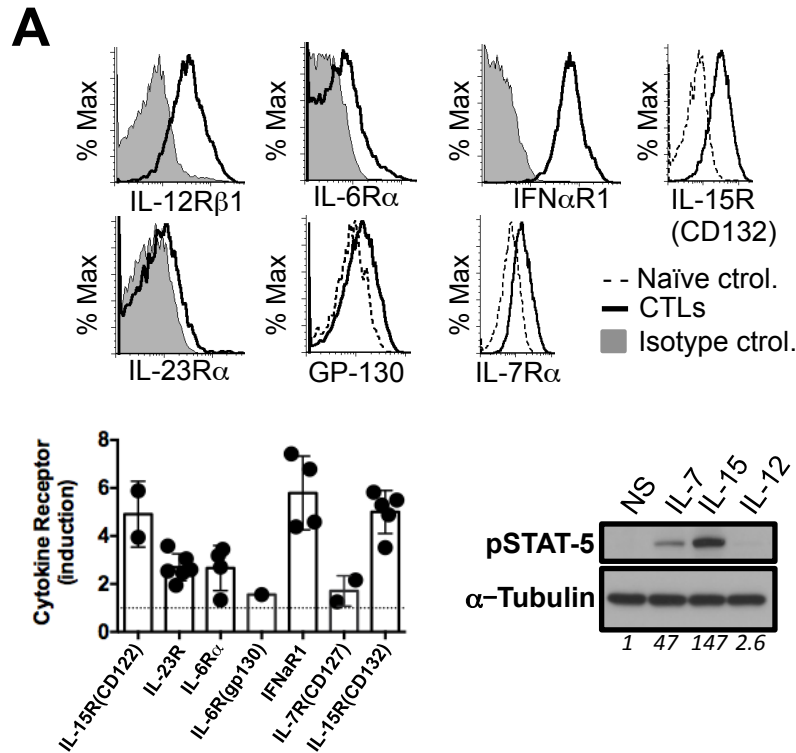 A
% Max
IL-12Rβ1
% Max
IL-6Rα
% Max
IFNαR1
% Max
IL-15R
(CD132)
% Max
IL-23Rα
% Max
GP-130
% Max
IL-7Rα
Naïve ctrol.
CTLs
Isotype ctrol.
Cytokine Receptor
(induction)
8
6
4
2
0
IL-15R(CD122)
IL-23R
IL-6Rα
IL-6R(gp130)
IFNaR1
IL-7R(CD127)
IL-15R(CD132)
NS
IL-7
IL-15
IL-12
pSTAT-5
α–Tubulin
1 47 147 2.6